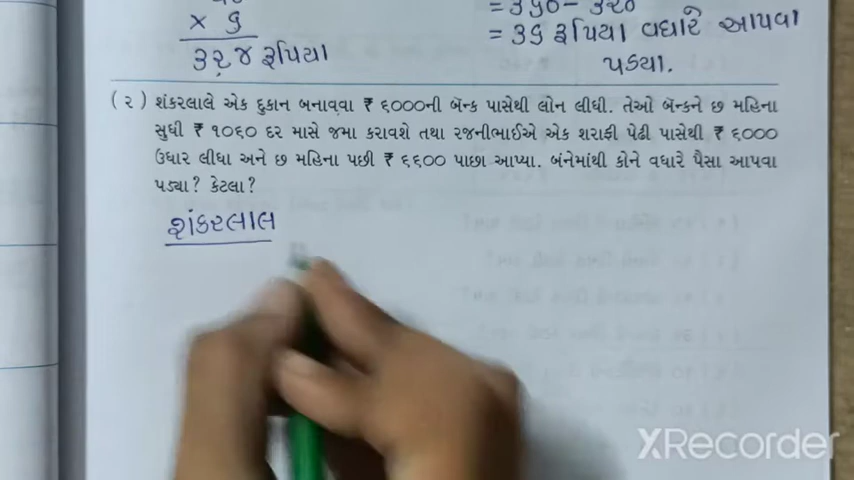 × ૬
૩૨૪ રૂપિયા
= ૩૬૦ – ૩૨૦
= ૩૬ રૂપિયા વધારે આપવા
પડયા.
(૨) શંકરલાલે એક દુકાન બનાવવા ₹ ૬૦૦૦ની બૅન્ક પાસેથી લોન લીધી. તેઓ બૅન્કને છ મહિના
સુધી ₹ ૧૦૬૦ દર માસે જમા કરાવશે તથા રજનીભાઈએ એક શરાફી પેઢી પાસેથી ₹ ૬૦૦૦
ઉધાર લીધા અને છ મહિના પછી ₹ ૬૬૦૦ પાછા આપ્યા. બંનેમાંથી કોને વધારે પૈસા આપવા
પડ્યા? કેટલા?
શંકરલાલ
XRecorder